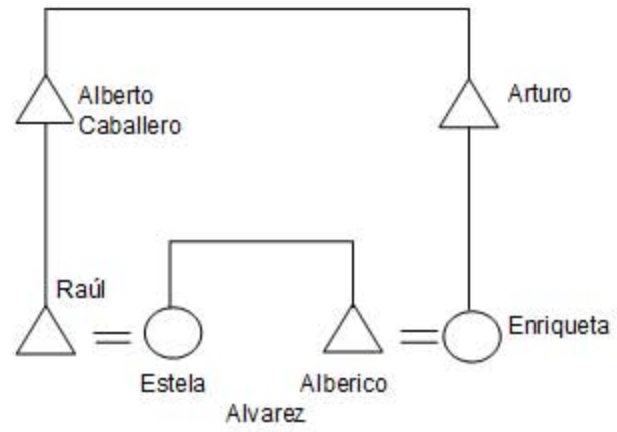 Alberto
Caballero
Arturo
Raúl
Enriqueta
Estela
Alberico
Alvarez